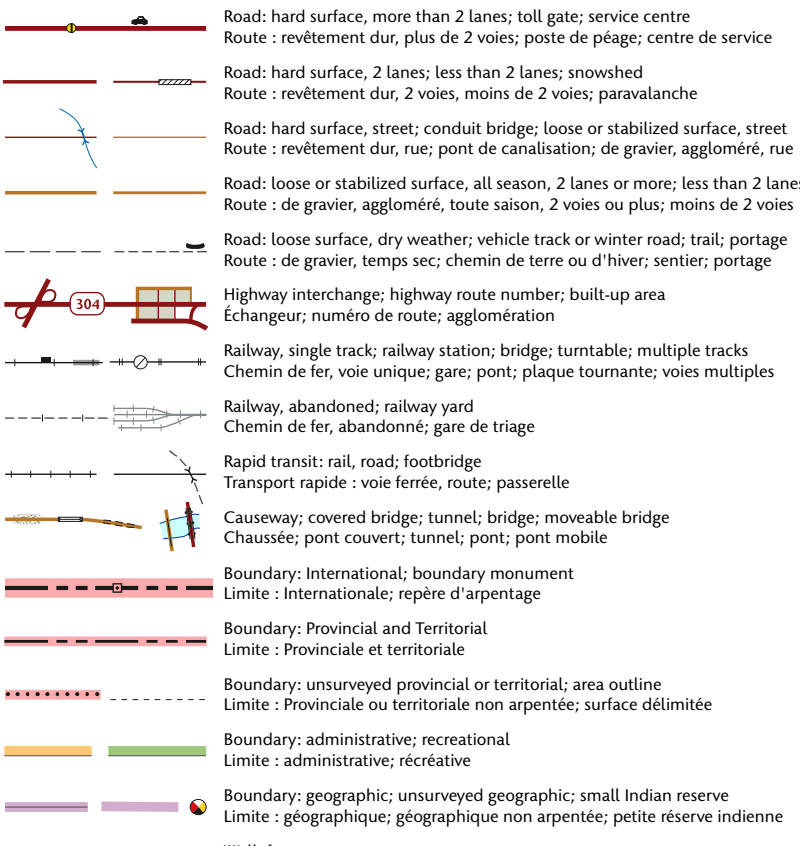 Road: hard surface, more than 2 lanes; toll gate; service centre
Route : revêtement dur, plus de 2 voies; poste de péage; centre de service
Road: hard surface, 2 lanes; less than 2 lanes; snowshed
Route : revêtement dur, 2 voies, moins de 2 voies; paravalanche
Road: hard surface, street; conduit bridge; loose or stabilized surface, street
Route : revêtement dur, rue; pont de canalisation; de gravier, aggloméré, rue
Road: loose or stabilized surface, all season, 2 lanes or more; less than 2 lanes
Route : de gravier, aggloméré, toute saison, 2 voies ou plus; moins de 2 voies
Road: loose surface, dry weather; vehicle track or winter road; trail; portage
Route : de gravier, temps sec; chemin de terre ou d'hiver; sentier; portage
304
Highway interchange; highway route number; built-up area
Échangeur; numéro de route; agglomération
Railway, single track; railway station; bridge; turntable; multiple tracks
Chemin de fer, voie unique; gare; pont; plaque tournante; voies multiples
Railway, abandoned; railway yard
Chemin de fer, abandonné; gare de triage
Rapid transit: rail, road; footbridge
Transport rapide : voie ferrée, route; passerelle
Causeway; covered bridge; tunnel; bridge; moveable bridge
Chaussée; pont couvert; tunnel; pont; pont mobile
Boundary: International; boundary monument
Limite : Internationale; repère d'arpentage
Boundary: Provincial and Territorial
Limite : Provinciale et territoriale
Boundary: unsurveyed provincial or territorial; area outline
Limite : Provinciale ou territoriale non arpentée; surface délimitée
Boundary: administrative; recreational
Limite : administrative; récréative
Boundary: geographic; unsurveyed geographic; small Indian reserve
Limite : géographique; géographique non arpentée; petite réserve indienne